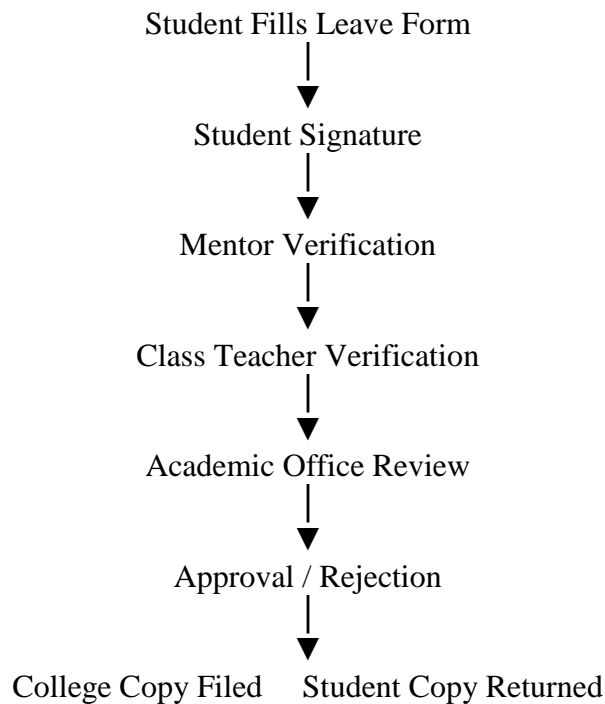 Student Fills Leave Form
Student Signature
Mentor Verification
Class Teacher Verification
Academic Office Review
Approval / Rejection
College Copy Filed Student Copy Returned